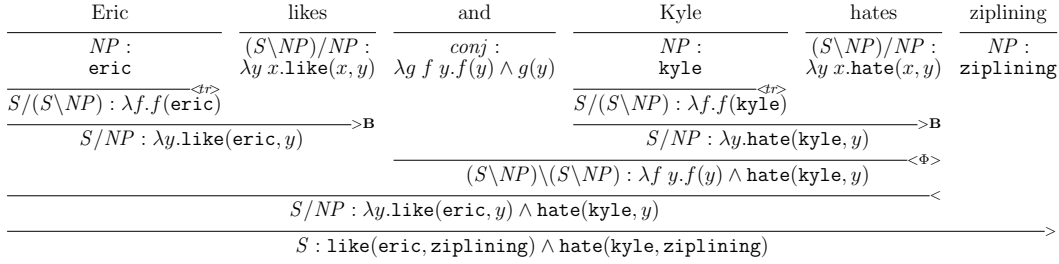 Eric likes and Kyle hates ziplining
NP : (S\NP)/NP : conj : NP : (S\NP)/NP : NP :
eric λy x.like(x, y) λg f y.f(y) ∧ g(y) kyle λy x.hate(x, y) ziplining
<tr> <tr>
S/(S\NP) : λf.f(eric) S/(S\NP) : λf.f(kyle)
>B >B
S/NP : λy.like(eric, y) S/NP : λy.hate(kyle, y)
<Φ>
(S\NP)\(S\NP) : λf y.f(y) ∧ hate(kyle, y)
<
S/NP : λy.like(eric, y) ∧ hate(kyle, y)
>
S : like(eric, ziplining) ∧ hate(kyle, ziplining)